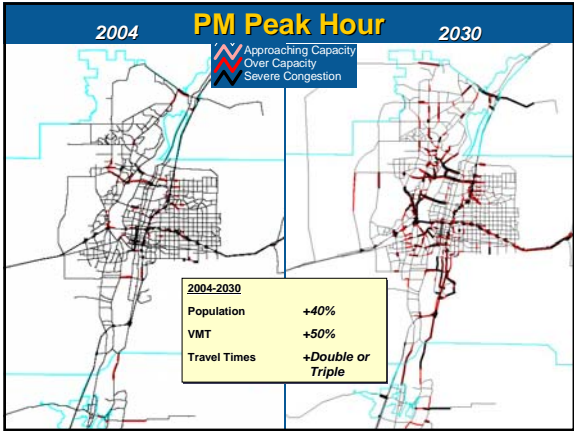 2004
PM Peak Hour
2030
Approaching Capacity
Over Capacity
Severe Congestion
2004-2030
Population +40%
VMT +50%
Travel Times +Double or
Triple